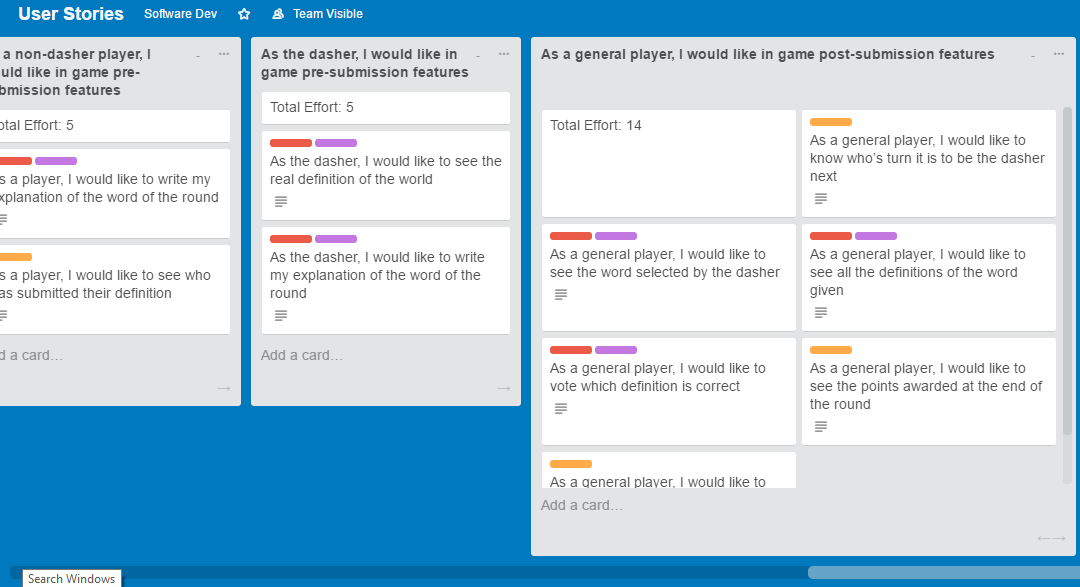 User Stories Software Dev Team Visible
a non-dasher player, I
uld like in game pre-
bmission features
-
otal Effort: 5
s a player, I would like to write my
xplanation of the word of the round
s a player, I would like to see who
as submitted their definition
d a card…
As the dasher, I would like in
game pre-submission features
-
Total Effort: 5
As the dasher, I would like to see the
real definition of the world
As the dasher, I would like to write
my explanation of the word of the
round
Add a card…
As a general player, I would like in game post-submission features
-
Total Effort: 14
As a general player, I would like to
know who's turn it is to be the dasher
next
As a general player, I would like to
see the word selected by the dasher
As a general player, I would like to
see all the definitions of the word
given
As a general player, I would like to
vote which definition is correct
As a general player, I would like to
see the points awarded at the end of
the round
As a general player, I would like to
Add a card…
Search Windows